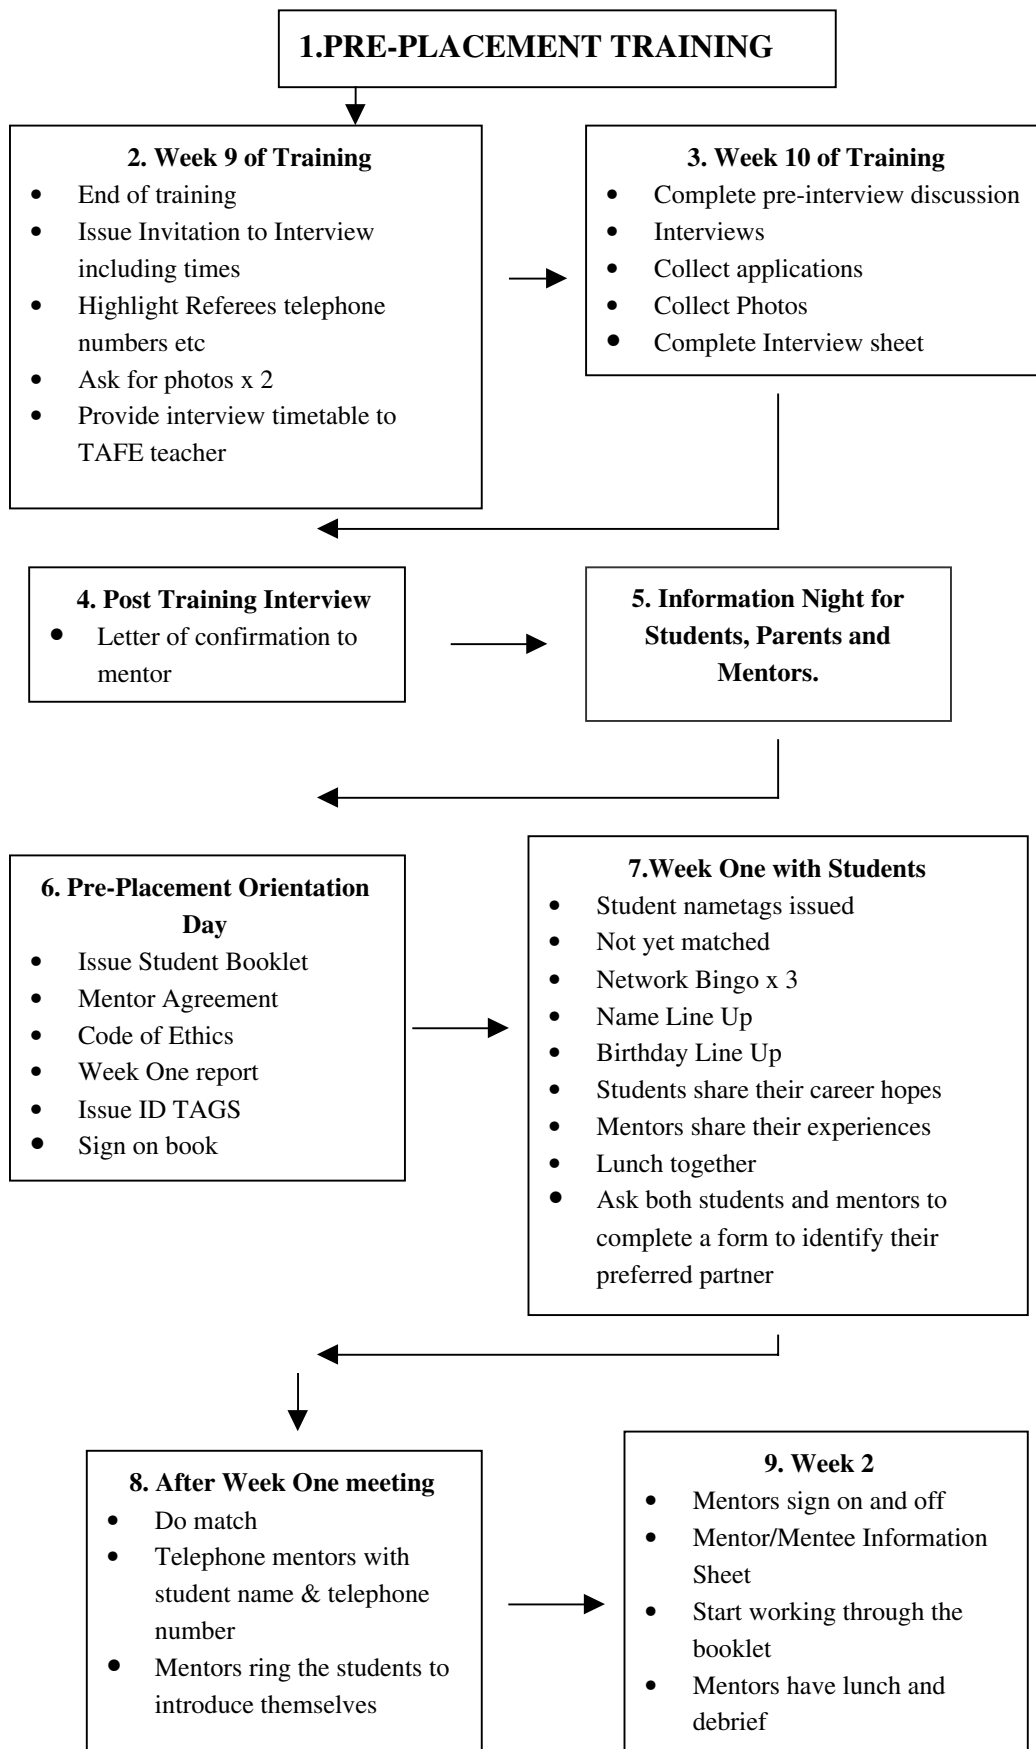 1.PRE-PLACEMENT TRAINING
2. Week 9 of Training
• End of training
• Issue Invitation to Interview
including times
• Highlight Referees telephone
numbers etc
• Ask for photos x 2
• Provide interview timetable to
TAFE teacher
3. Week 10 of Training
• Complete pre-interview discussion
• Interviews
• Collect applications
• Collect Photos
• Complete Interview sheet
4. Post Training Interview
• Letter of confirmation to
mentor
5. Information Night for
Students, Parents and
Mentors.
6. Pre-Placement Orientation
Day
• Issue Student Booklet
• Mentor Agreement
• Code of Ethics
• Week One report
• Issue ID TAGS
• Sign on book
7.Week One with Students
• Student nametags issued
• Not yet matched
• Network Bingo x 3
• Name Line Up
• Birthday Line Up
• Students share their career hopes
• Mentors share their experiences
• Lunch together
• Ask both students and mentors to
complete a form to identify their
preferred partner
8. After Week One meeting
• Do match
• Telephone mentors with
student name & telephone
number
• Mentors ring the students to
introduce themselves
9. Week 2
• Mentors sign on and off
• Mentor/Mentee Information
Sheet
• Start working through the
booklet
• Mentors have lunch and
debrief